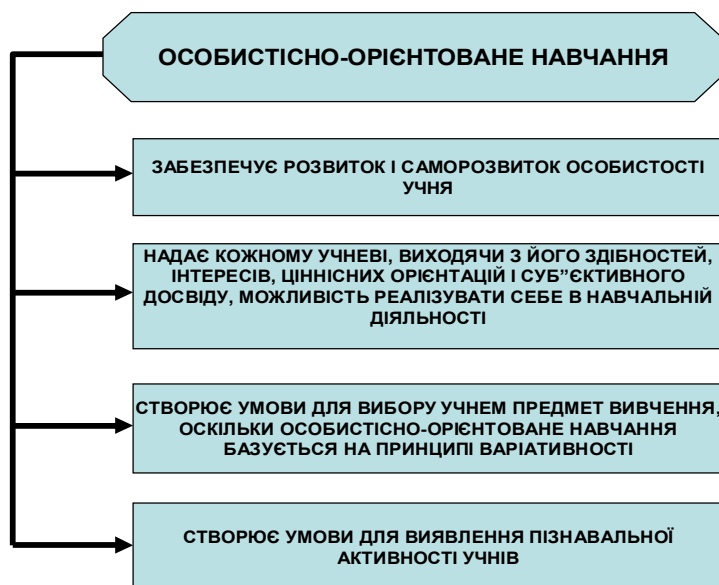 ОСОБИСТІСНО-ОРІЄНТОВАНЕ НАВЧАННЯ
ЗАБЕЗПЕЧУЄ РОЗВИТОК І САМОРОЗВИТОК ОСОБИСТОСТІ
УЧНЯ
НАДАЄ КОЖНОМУ УЧНЕВІ, ВИХОДЯЧИ З ЙОГО ЗДІБНОСТЕЙ,
ІНТЕРЕСІВ, ЦІННІСНИХ ОРІЄНТАЦІЙ І СУБ”ЄКТИВНОГО
ДОСВІДУ, МОЖЛИВІСТЬ РЕАЛІЗУВАТИ СЕБЕ В НАВЧАЛЬНІЙ
ДІЯЛЬНОСТІ
СТВОРЮЄ УМОВИ ДЛЯ ВИБОРУ УЧНЕМ ПРЕДМЕТ ВИВЧЕННЯ,
ОСКІЛЬКИ ОСОБИСТІСНО-ОРІЄНТОВАНЕ НАВЧАННЯ
БАЗУЄТЬСЯ НА ПРИНЦИПІ ВАРІАТИВНОСТІ
СТВОРЮЄ УМОВИ ДЛЯ ВИЯВЛЕННЯ ПІЗНАВАЛЬНОЇ
АКТИВНОСТІ УЧНІВ